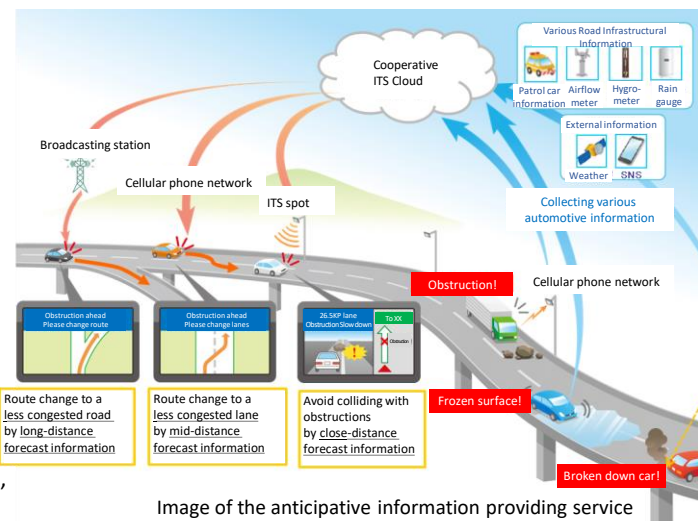 Various Road Infrastructural
Information
Patrol car
information
Airflow
meter
Hygro-
meter
Rain
gauge
External information
Weather
SNS
Cooperative
ITS Cloud
Broadcasting station
Cellular phone network
ITS spot
Collecting various
automotive information
Obstruction!
Cellular phone network
Obstruction ahead
Please change route
Obstruction ahead
Please change lanes
26.5KP lane
ObstructionSlow down
To XX
Obstruction !
Route change to a
less congested road
by long-distance
forecast information
Route change to a
less congested lane
by mid-distance
forecast information
Avoid colliding with
obstructions
by close-distance
forecast information
Frozen surface!
Broken down car!
,
Image of the anticipative information providing service